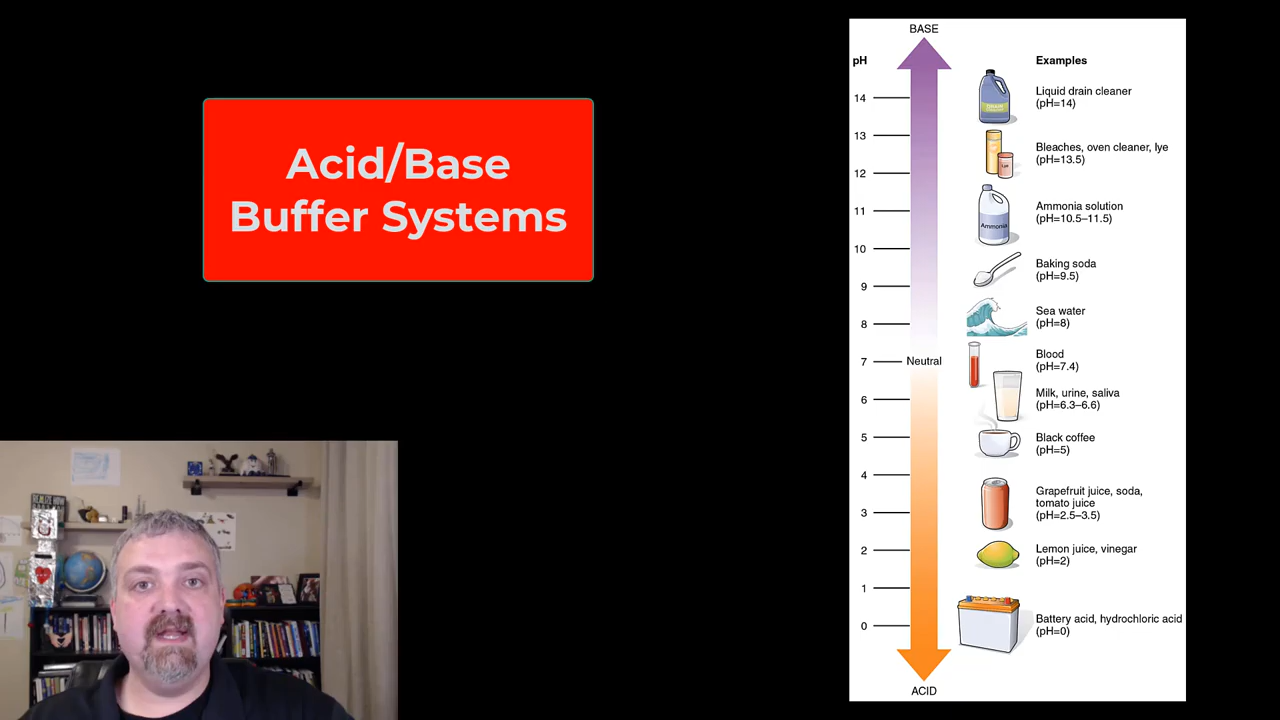 Acid/Base
Buffer Systems
BASE
pH
Examples
14
Liquid drain cleaner
(pH=14)
13
Bleaches, oven cleaner, lye
(pH=13.5)
12
11
Ammonia solution
(pH=10.5–11.5)
Ammonia
10
Baking soda
(pH=9.5)
9
Sea water
(pH=8)
8
Blood
(pH=7.4)
7
Neutral
Milk, urine, saliva
(pH=6.3–6.6)
6
5
Black coffee
(pH=5)
4
Grapefruit juice, soda,
tomato juice
(pH=2.5–3.5)
3
2
Lemon juice, vinegar
(pH=2)
1
0
Battery acid, hydrochloric acid
(pH=0)
ACID